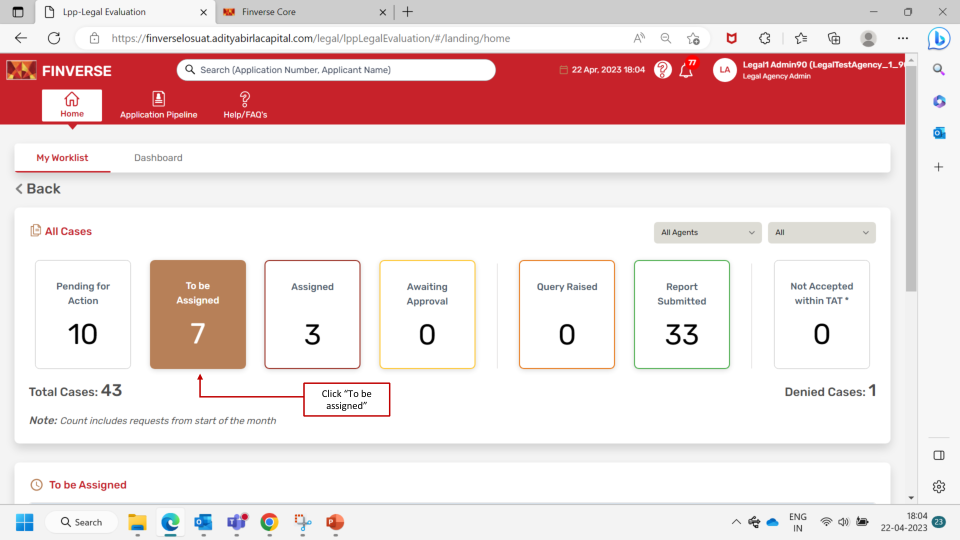 Lpp-Legal Evaluation
Finverse Core
https://finverselosuat.adityabirlacapital.com/legal/lppLegalEvaluation/#/landing/home
FINVERSE
Search (Application Number, Applicant Name)
22 Apr, 2023 18:04
77
LA
Legal1 Admin90 (LegalTestAgency_1_9
Legal Agency Admin
Home
Application Pipeline
Help/FAQ's
My Worklist
Dashboard
Back
All Cases
All Agents
All
Pending for
Action
10
To be
Assigned
7
Assigned
3
Awaiting
Approval
0
Query Raised
0
Report
Submitted
33
Not Accepted
within TAT *
0
Total Cases: 43
Click “To be
assigned”
Denied Cases: 1
Note: Count includes requests from start of the month
To be Assigned
Search
ENG
IN
18:04
22-04-2023
23